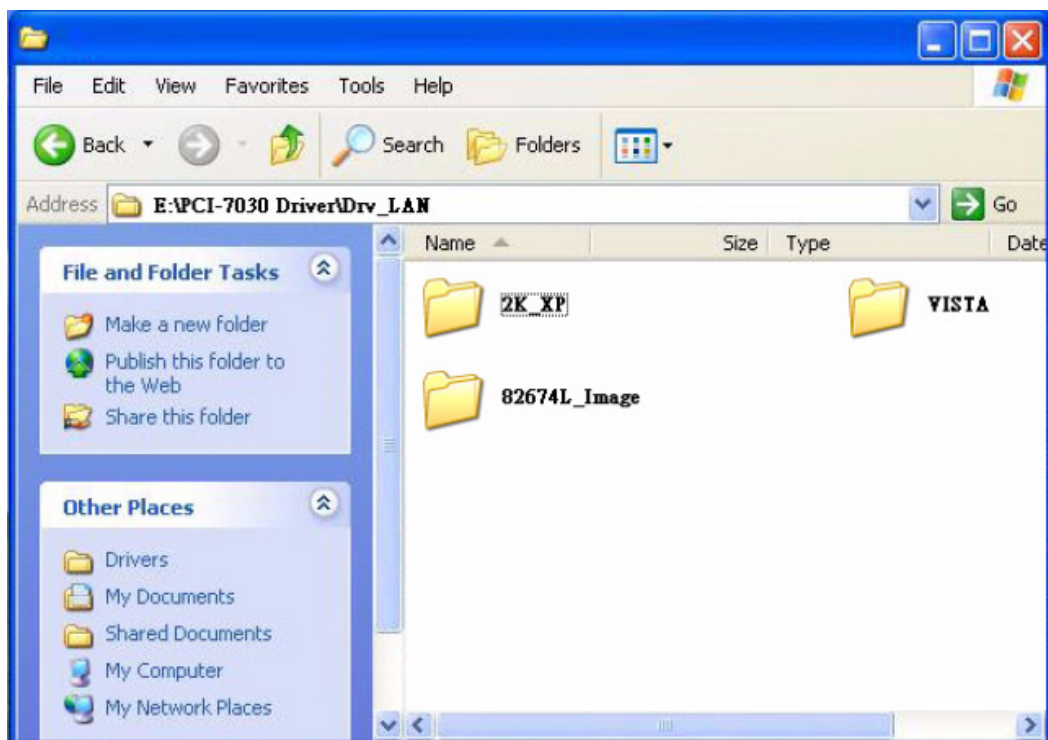 File Edit View Favorites Tools Help
Back Search Folders
Address E:\PCI-7030 Driver\Drv_LAN Go
Name Size Type Date
File and Folder Tasks
Make a new folder
Publish this folder to
the Web
Share this folder
Other Places
Drivers
My Documents
Shared Documents
My Computer
My Network Places
2K_XP
VISTA
82674L_Image